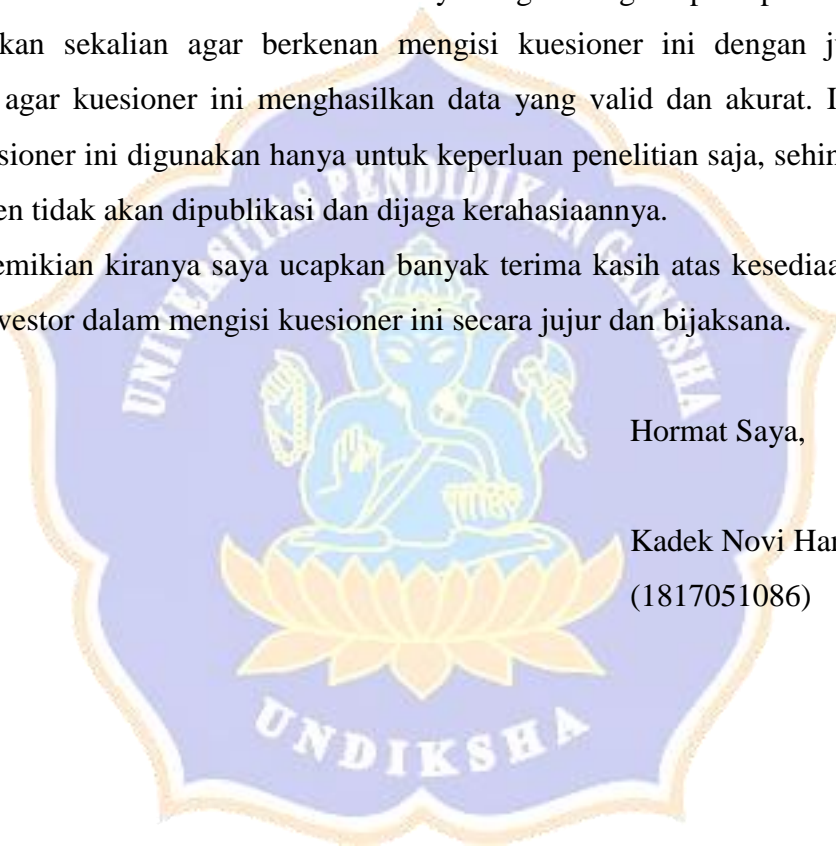 kan sekalian agar berkenan mengisi kuesioner ini dengan
agar kuesioner ini menghasilkan data yang valid dan akurat.
sioner ini digunakan hanya untuk keperluan penelitian saja,
en tidak akan dipublikasi dan dijaga kerahasiaannya.
emikian kiranya saya ucapkan banyak terima kasih atas
vestor dalam mengisi kuesioner ini secara jujur dan bijaksana.
Hormat Saya,
Kadek Novi
(1817051086)
UNIVERSITAS PENDIDIKAN GANESHA
UNDIKSHA